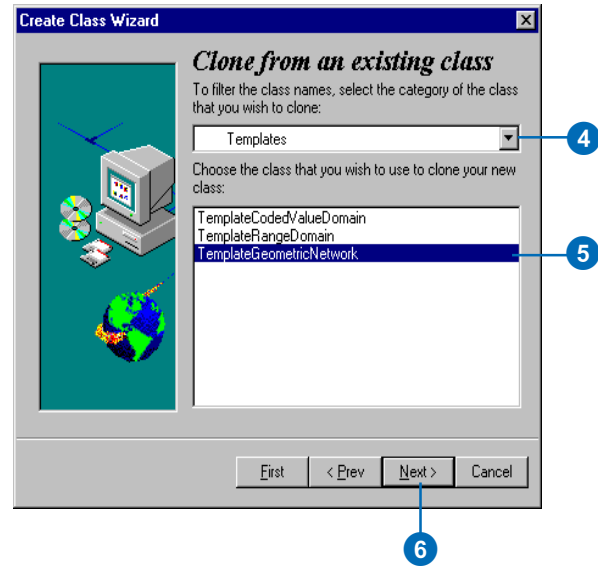 Create Class Wizard
Clone from an existing class
To filter the class names, select the category of the class
that you wish to clone:
Templates
4
Choose the class that you wish to use to clone your new
class:
TemplateCodedValueDomain
TemplateRangeDomain
TemplateGeometricNetwork
5
First
< Prev
Next >
Cancel
6